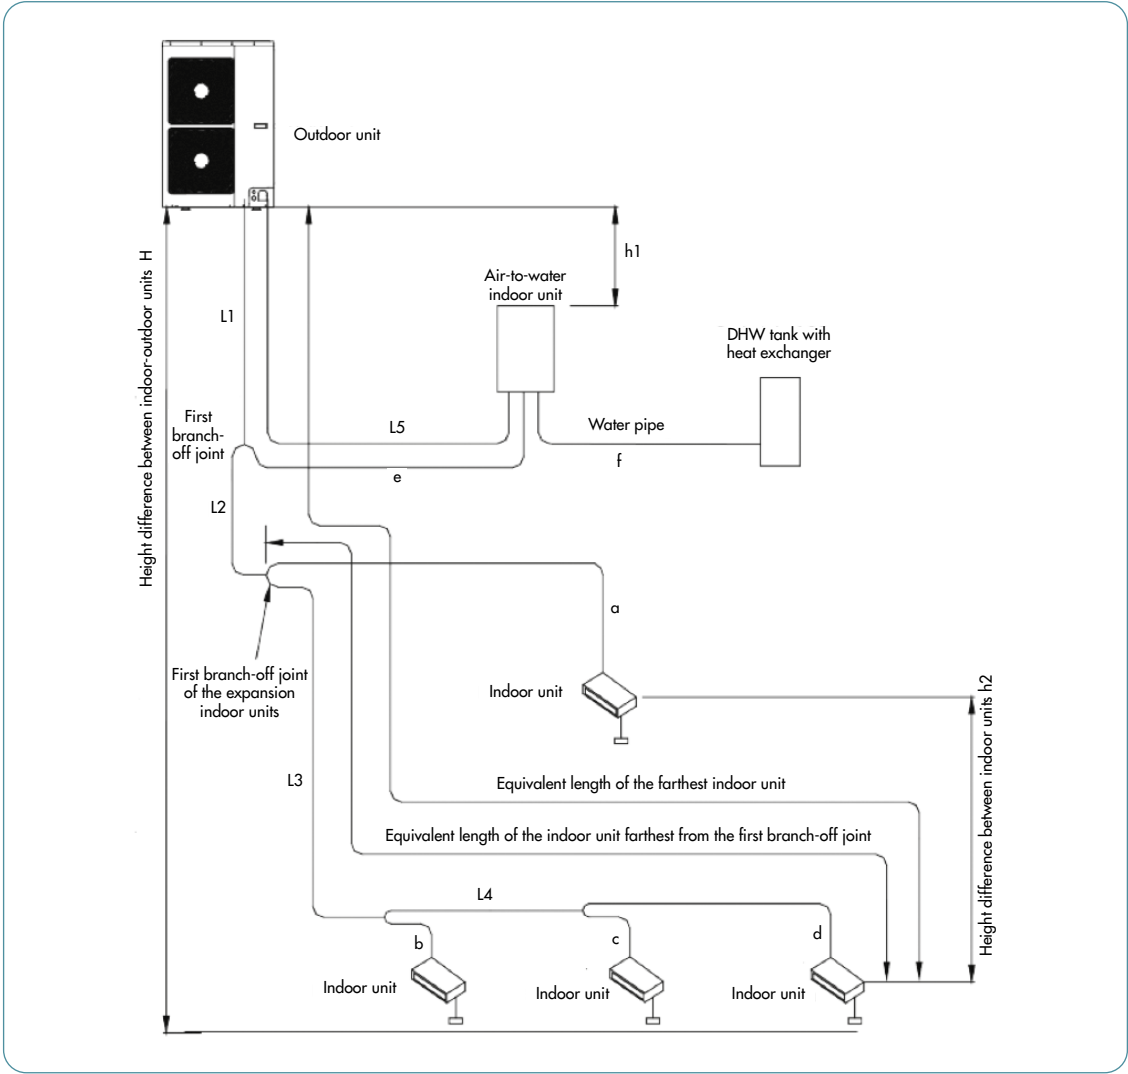 Outdoor unit
h1
Height difference between indoor-outdoor units H
Air-to-water
indoor unit
L1
DHW tank with
heat exchanger
First
branch-
off joint
L5
Water pipe
f
e
L2
a
First branch-off joint
of the expansion
indoor units
Indoor unit
Height difference between indoor units h2
L3
Equivalent length of the farthest indoor unit
Equivalent length of the indoor unit farthest from the first branch-off joint
L4
b
c
d
Indoor unit
Indoor unit
Indoor unit